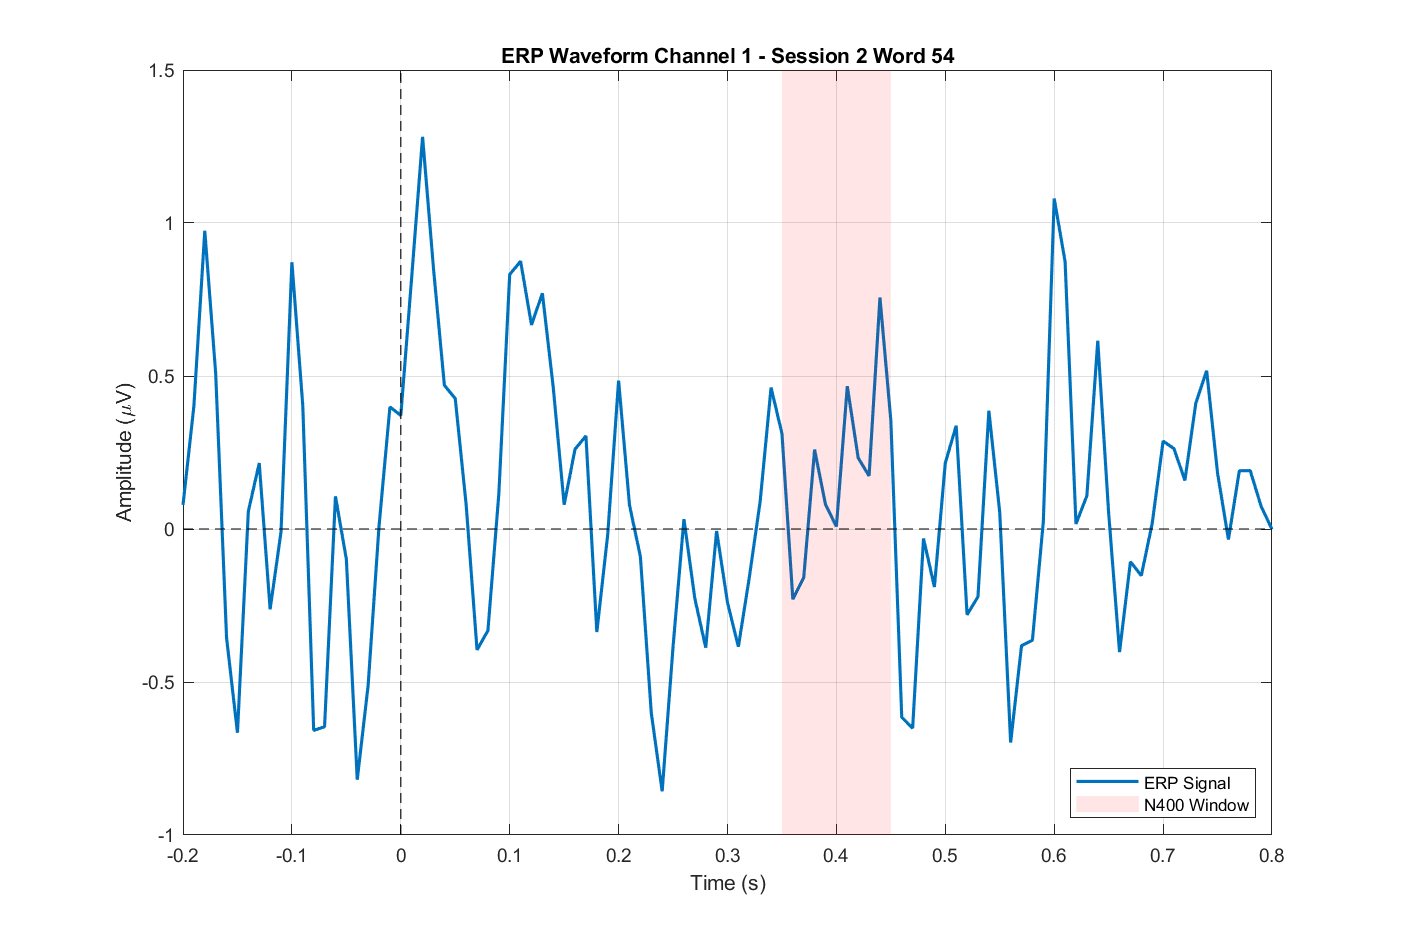 ERP Waveform Channel 1 - Session 2 Word 54
1.5
1
0.5
0
-0.5
-1
Amplitude (μV)
-0.2 -0.1 0 0.1 0.2 0.3 0.4 0.5 0.6 0.7 0.8
Time (s)
ERP Signal
N400 Window